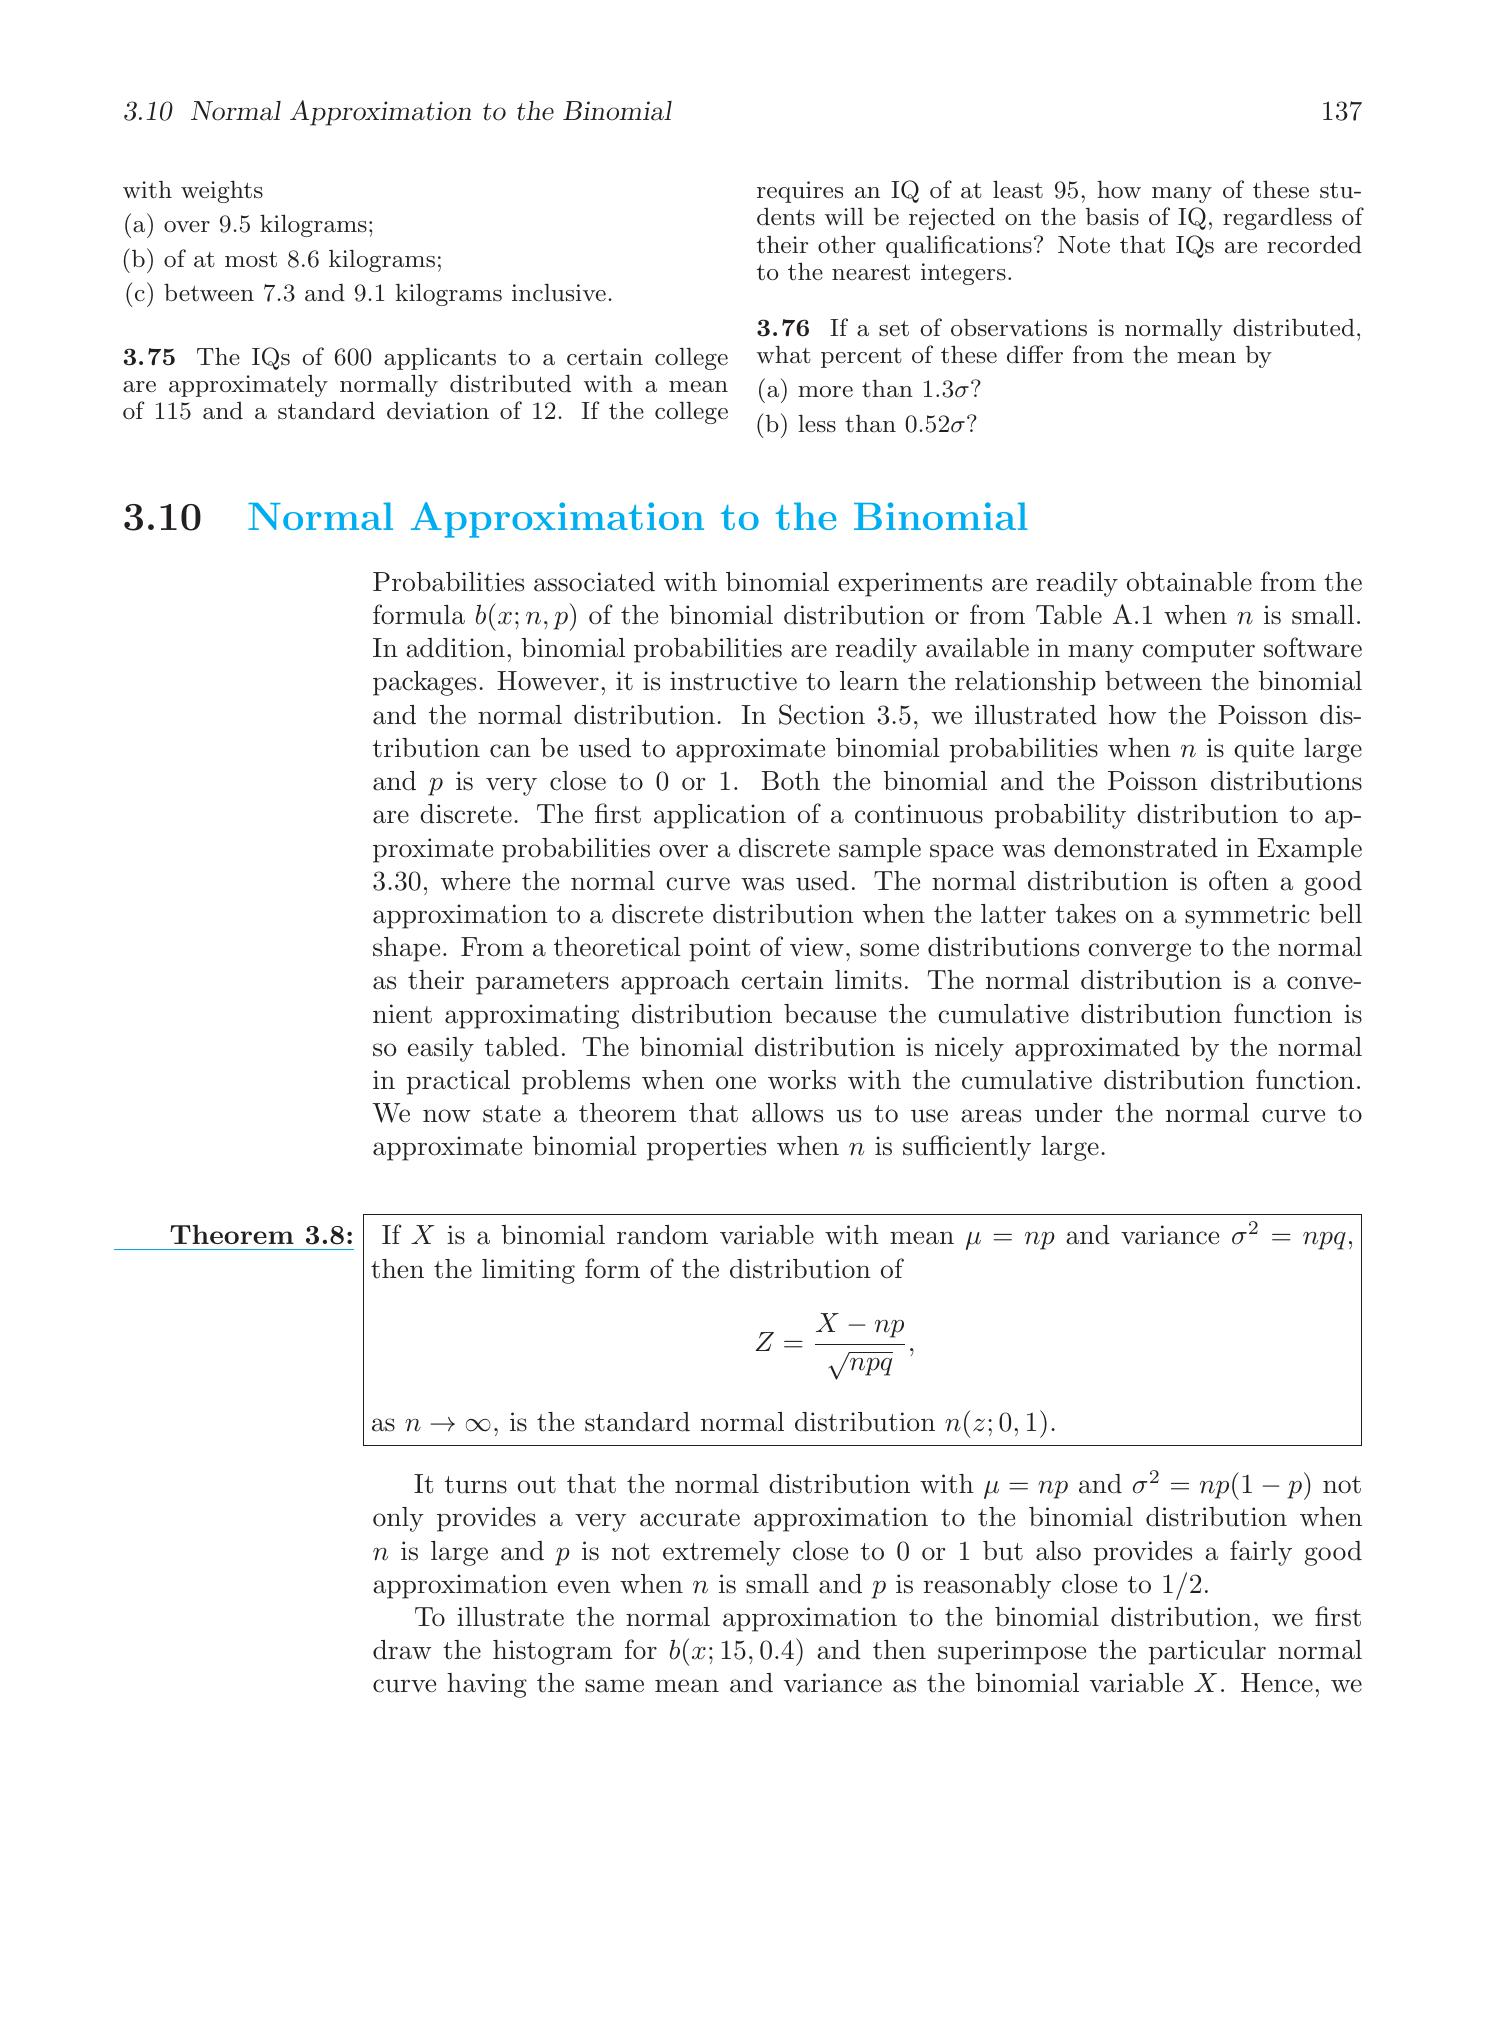 3.10 Normal Approximation to the Binomial 137
with weights
(a) over 9.5 kilograms;
(b) of at most 8.6 kilograms;
(c) between 7.3 and 9.1 kilograms inclusive.
3.75 The IQs of 600 applicants to a certain college
are approximately normally distributed with a mean
of 115 and a standard deviation of 12. If the college
requires an IQ of at least 95, how many of these stu-
dents will be rejected on the basis of IQ, regardless of
their other qualifications? Note that IQs are recorded
to the nearest integers.
3.76 If a set of observations is normally distributed,
what percent of these differ from the mean by
(a) more than 1.3σ?
(b) less than 0.52σ?
3.10 Normal Approximation to the Binomial
Probabilities associated with binomial experiments are readily obtainable from the
formula b(x; n, p) of the binomial distribution or from Table A.1 when n is small.
In addition, binomial probabilities are readily available in many computer software
packages. However, it is instructive to learn the relationship between the binomial
and the normal distribution. In Section 3.5, we illustrated how the Poisson dis-
tribution can be used to approximate binomial probabilities when n is quite large
and p is very close to 0 or 1. Both the binomial and the Poisson distributions
are discrete. The first application of a continuous probability distribution to ap-
proximate probabilities over a discrete sample space was demonstrated in Example
3.30, where the normal curve was used. The normal distribution is often a good
approximation to a discrete distribution when the latter takes on a symmetric bell
shape. From a theoretical point of view, some distributions converge to the normal
as their parameters approach certain limits. The normal distribution is a conve-
nient approximating distribution because the cumulative distribution function is
so easily tabled. The binomial distribution is nicely approximated by the normal
in practical problems when one works with the cumulative distribution function.
We now state a theorem that allows us to use areas under the normal curve to
approximate binomial properties when n is sufficiently large.
Theorem 3.8: If X is a binomial random variable with mean μ = np and variance σ² = npq,
then the limiting form of the distribution of
Z = (X − np)/√npq,
as n → ∞, is the standard normal distribution n(z; 0, 1).
It turns out that the normal distribution with μ = np and σ² = np(1 − p) not
only provides a very accurate approximation to the binomial distribution when
n is large and p is not extremely close to 0 or 1 but also provides a fairly good
approximation even when n is small and p is reasonably close to 1/2.
To illustrate the normal approximation to the binomial distribution, we first
draw the histogram for b(x; 15, 0.4) and then superimpose the particular normal
curve having the same mean and variance as the binomial variable X. Hence, we